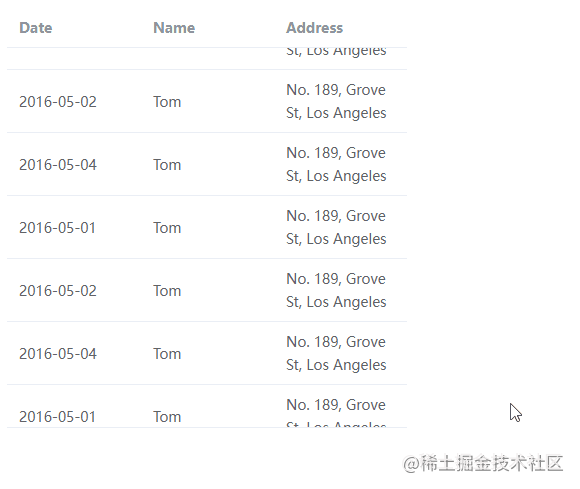 Date Name Address
St, Los Angeles
2016-05-02 Tom No. 189, Grove
St, Los Angeles
2016-05-04 Tom No. 189, Grove
St, Los Angeles
2016-05-01 Tom No. 189, Grove
St, Los Angeles
2016-05-02 Tom No. 189, Grove
St, Los Angeles
2016-05-04 Tom No. 189, Grove
St, Los Angeles
2016-05-01 Tom No. 189, Grove
St, Los Angeles
@稀土掘金技术社区